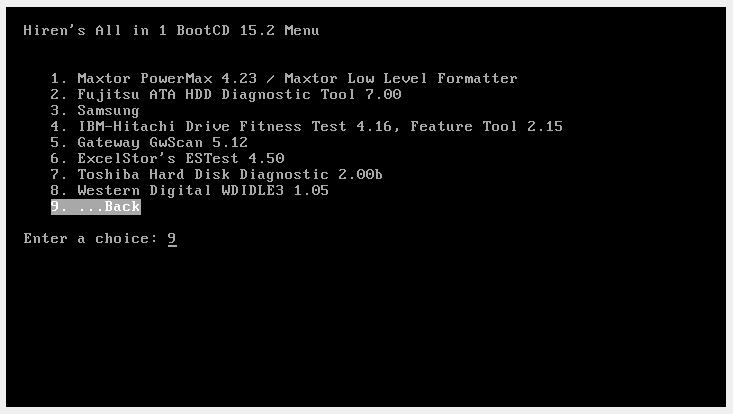 Hiren's All in 1 BootCD 15.2 Menu
1. Maxtor PowerMax 4.23 / Maxtor Low Level Formatter
2. Fujitsu ATA HDD Diagnostic Tool 7.00
3. Samsung
4. IBM-Hitachi Drive Fitness Test 4.16, Feature Tool 2.15
5. Gateway GwScan 5.12
6. ExcelStor's ESTest 4.50
7. Toshiba Hard Disk Diagnostic 2.00b
8. Western Digital WDIDLE3 1.05
9. ...Back
Enter a choice: 9